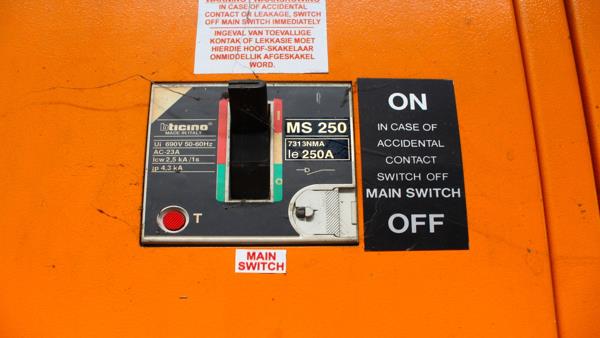 WARNING / WAARSKUWING
IN CASE OF ACCIDENTAL
CONTACT OR LEAKAGE, SWITCH
OFF MAIN SWITCH IMMEDIATELY
INGEVAL VAN TOEVALLIGE
KONTAK OF LEKKASIE MOET
HIERDIE HOOF-SKAKELAAR
ONMIDDELLIK AFGESKAKEL
WORD.
bticino
MADE IN ITALY
Ui 690V 50-60Hz
AC-23A
Icw 2,5 kA/1s
jp 4,3 kA
MS 250
7313NMA
Ie 250A
T
MAIN
SWITCH
ON
IN CASE OF
ACCIDENTAL
CONTACT
SWITCH OFF
MAIN SWITCH
OFF